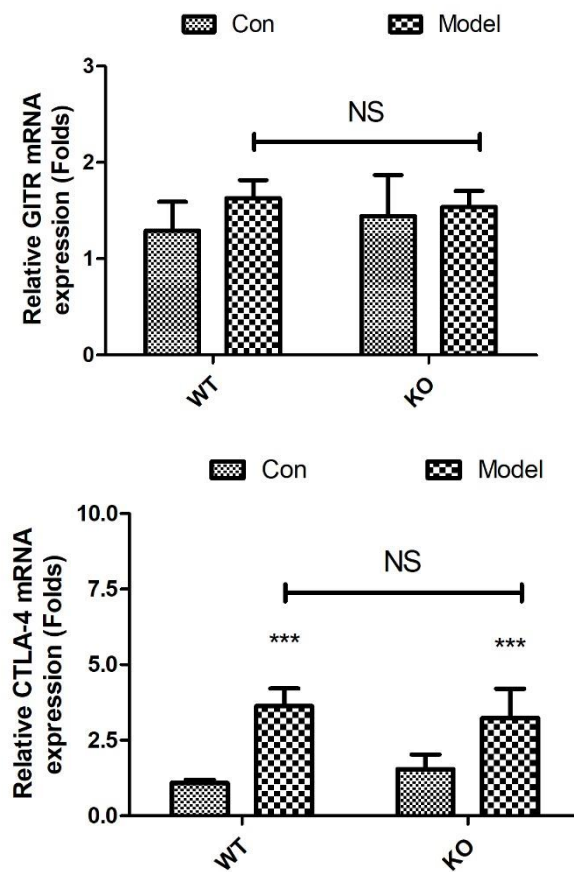 Con Model
Relative GITR mRNA
expression (Folds)
3
2
1
0
NS
WT KO
Con Model
Relative CTLA-4 mRNA
expression (Folds)
10.0
7.5
5.0
2.5
0.0
NS
*** ***
WT KO